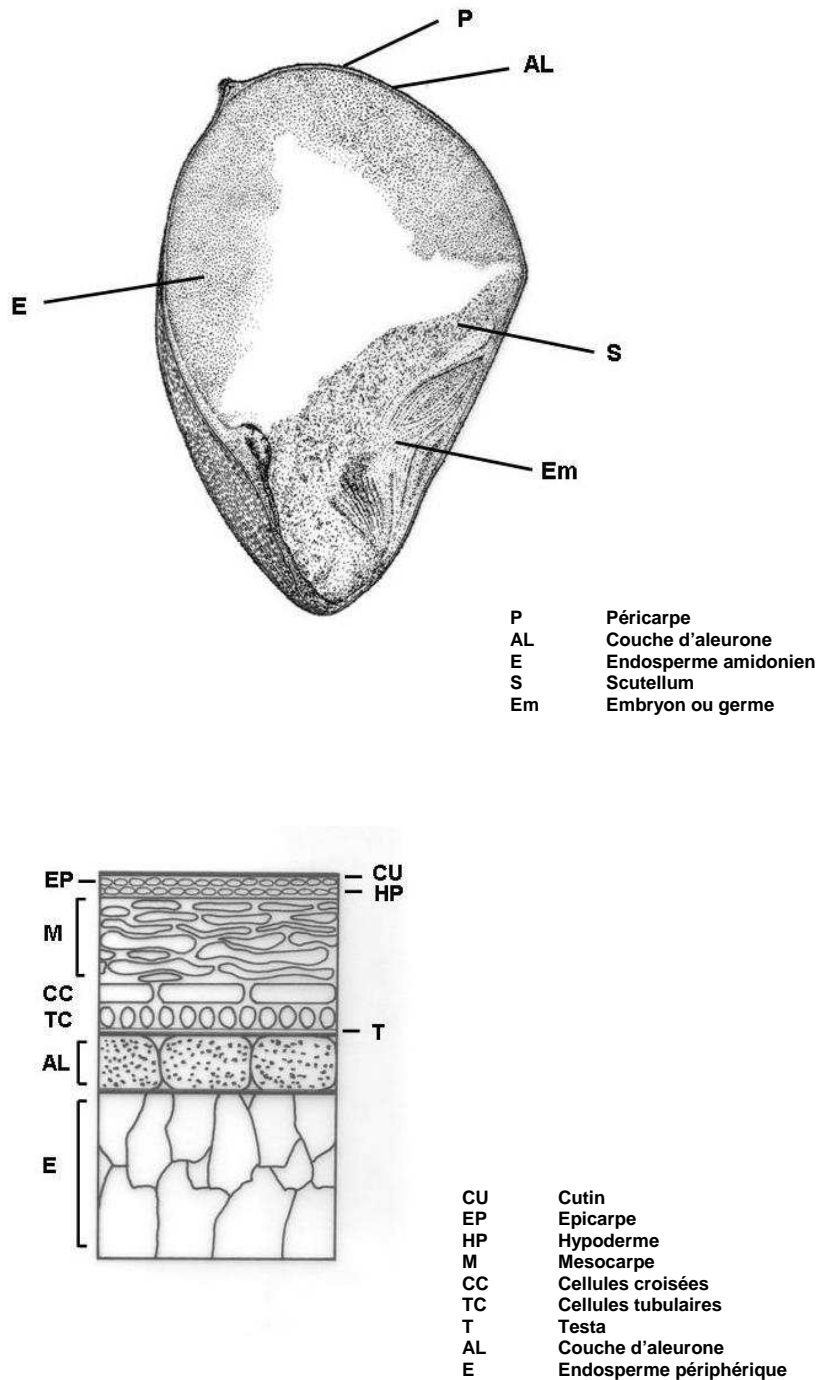 P
AL
E
S
Em
P Péricarpe
AL Couche d'aleurone
E Endosperme amidonien
S Scutellum
Em Embryon ou germe
EP CU
HP
M
CC
TC
T
AL
E
CU Cutin
EP Epicarpe
HP Hypoderme
M Mesocarpe
CC Cellules croisées
TC Cellules tubulaires
T Testa
AL Couche d'aleurone
E Endosperme périphérique